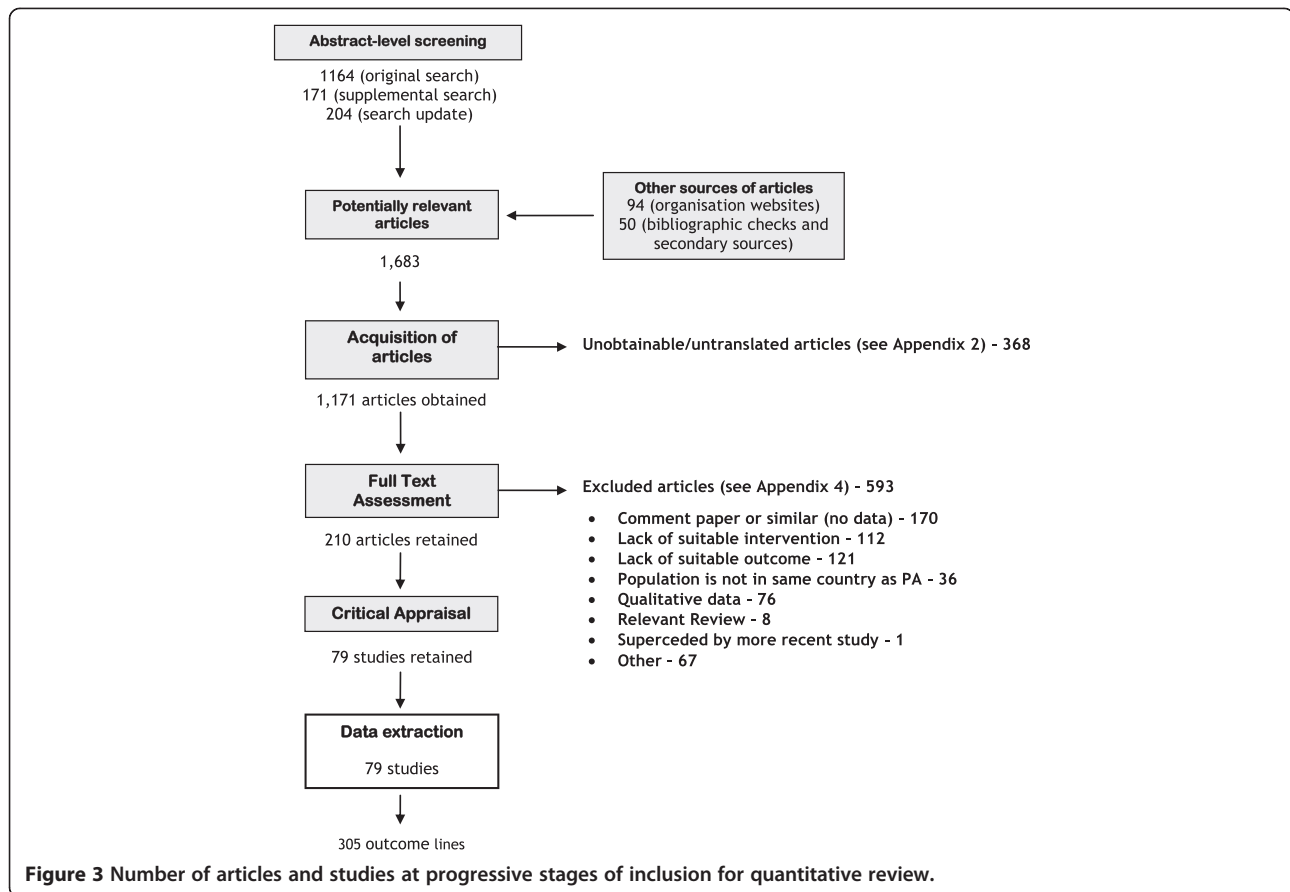 Abstract-level screening
1164 (original search)
171 (supplemental search)
204 (search update)
Potentially relevant
articles
Other sources of articles
94 (organisation websites)
50 (bibliographic checks and
secondary sources)
1,683
Acquisition of
articles
Unobtainable/untranslated articles (see Appendix 2) – 368
1,171 articles obtained
Full Text
Assessment
Excluded articles (see Appendix 4) – 593
• Comment paper or similar (no data) – 170
• Lack of suitable intervention – 112
• Lack of suitable outcome – 121
• Population is not in same country as PA – 36
• Qualitative data – 76
• Relevant Review – 8
• Superceded by more recent study – 1
• Other – 67
210 articles retained
Critical Appraisal
79 studies retained
Data extraction
79 studies
305 outcome lines
Figure 3 Number of articles and studies at progressive stages of inclusion for quantitative review.